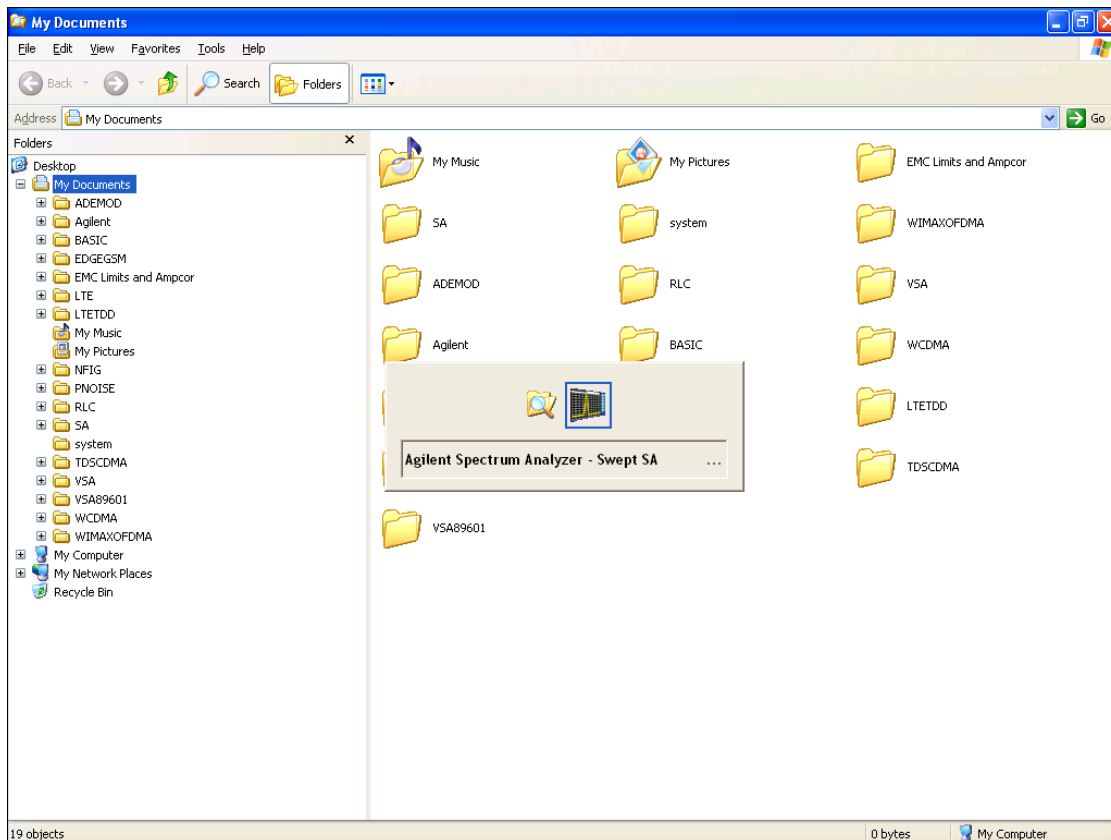 My Documents
File Edit View Favorites Tools Help
Back Search Folders
Address My Documents Go
Folders
Desktop
My Documents
ADEMOD
Agilent
BASIC
EDGEGSM
EMC Limits and Ampcor
LTE
LTETDD
My Music
My Pictures
NFIG
PNOISE
RLC
SA
system
TDSCDMA
VSA
VSA89601
WCDMA
WIMAXOFDMA
My Computer
My Network Places
Recycle Bin
My Music My Pictures EMC Limits and Ampcor
SA system WIMAXOFDMA
ADEMOD RLC VSA
Agilent BASIC WCDMA
LTETDD
Agilent Spectrum Analyzer - Swept SA ...
TDSCDMA
VSA89601
19 objects 0 bytes My Computer